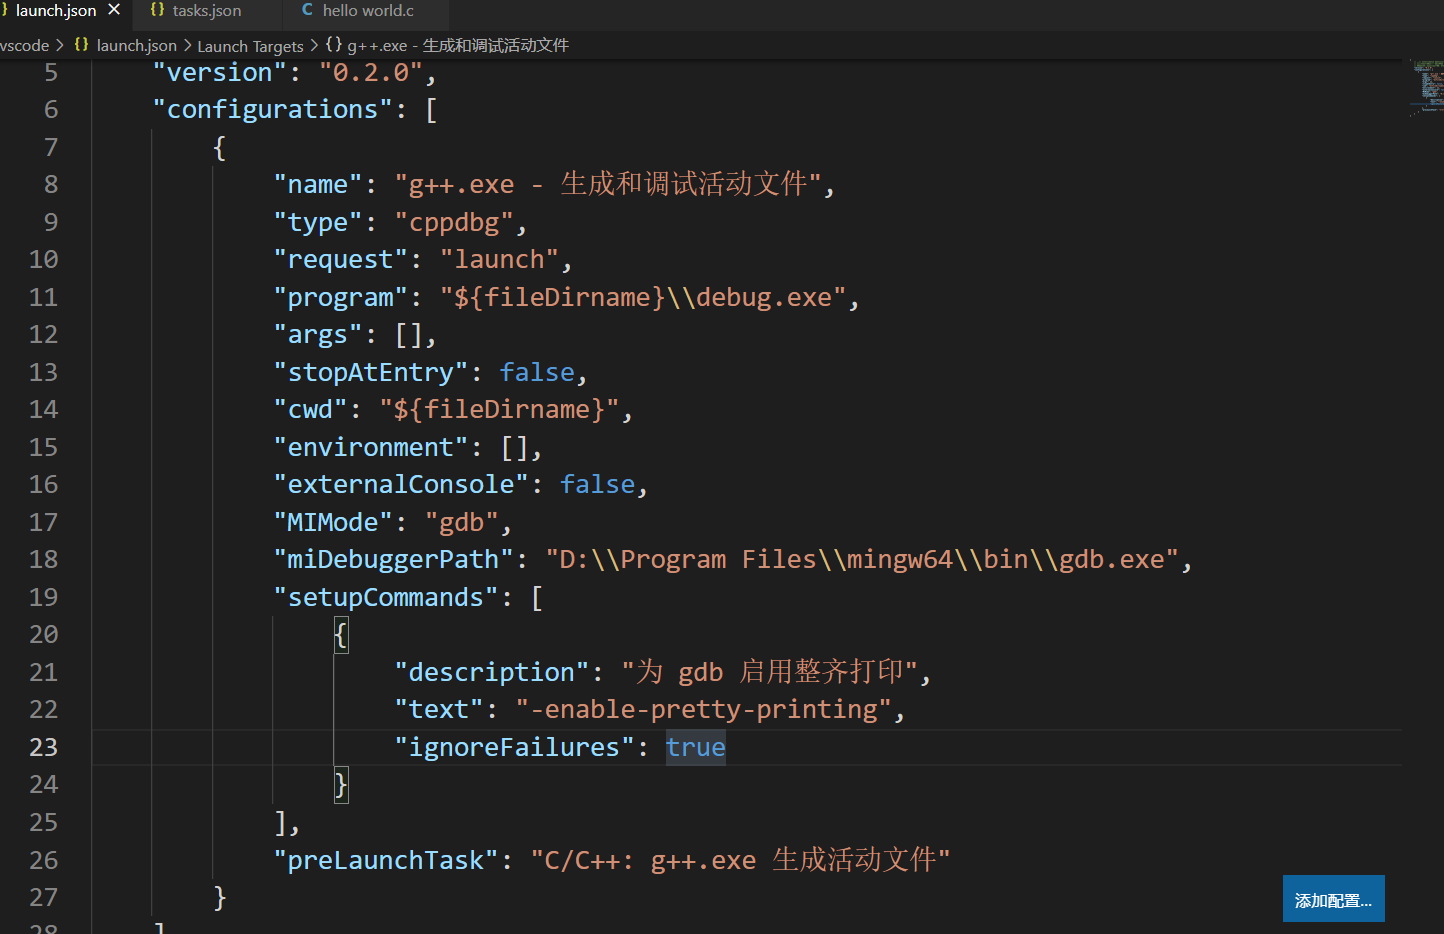 launch.json × {} tasks.json C hello world.c
vscode > {} launch.json > Launch Targets > {} g++.exe - 生成和调试活动文件
5 "version": "0.2.0",
6 "configurations": [
7 {
8 "name": "g++.exe - 生成和调试活动文件",
9 "type": "cppdbg",
10 "request": "launch",
11 "program": "${fileDirname}\\debug.exe",
12 "args": [],
13 "stopAtEntry": false,
14 "cwd": "${fileDirname}",
15 "environment": [],
16 "externalConsole": false,
17 "MIMode": "gdb",
18 "miDebuggerPath": "D:\\Program Files\\mingw64\\bin\\gdb.exe",
19 "setupCommands": [
20 {
21 "description": "为 gdb 启用整齐打印",
22 "text": "-enable-pretty-printing",
23 "ignoreFailures": true
24 }
25 ],
26 "preLaunchTask": "C/C++: g++.exe 生成活动文件"
27 }
28 ]
添加配置...